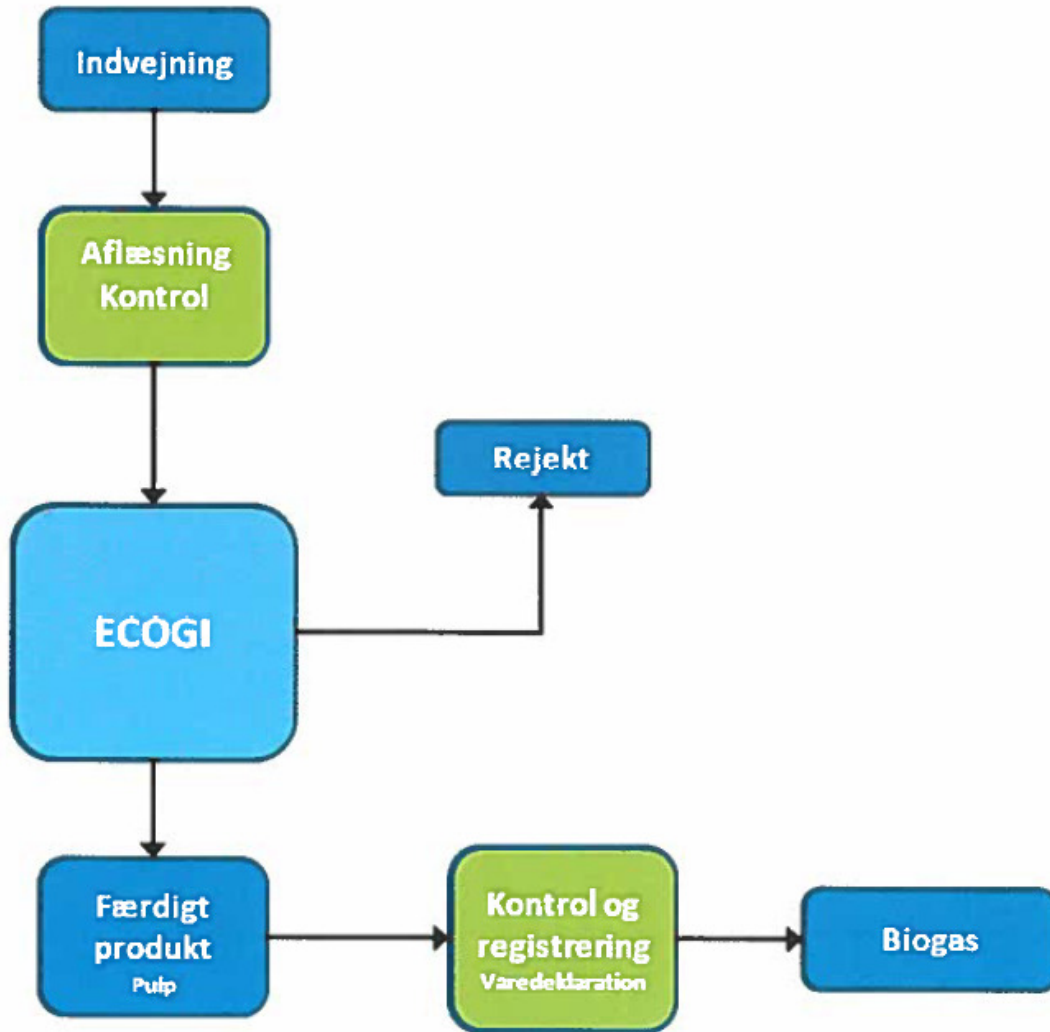 Indvejning
Aflæsning
Kontrol
Rejekt
ECOGI
Færdigt
produkt
Pulp
Kontrol og
registrering
Varedeklaration
Biogas